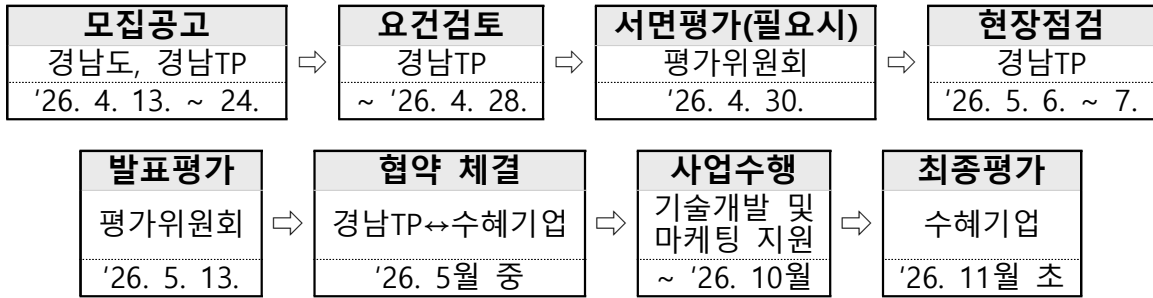 모집공고
경남도, 경남TP
'26. 4. 13. ~ 24.
⇨
요건검토
경남TP
~ '26. 4. 28.
⇨
서면평가(필요시)
평가위원회
'26. 4. 30.
⇨
현장점검
경남TP
'26. 5. 6. ~ 7.
발표평가
평가위원회
'26. 5. 13.
⇨
협약 체결
경남TP↔수혜기업
'26. 5월 중
⇨
사업수행
기술개발 및
마케팅 지원
~ '26. 10월
⇨
최종평가
수혜기업
'26. 11월 초